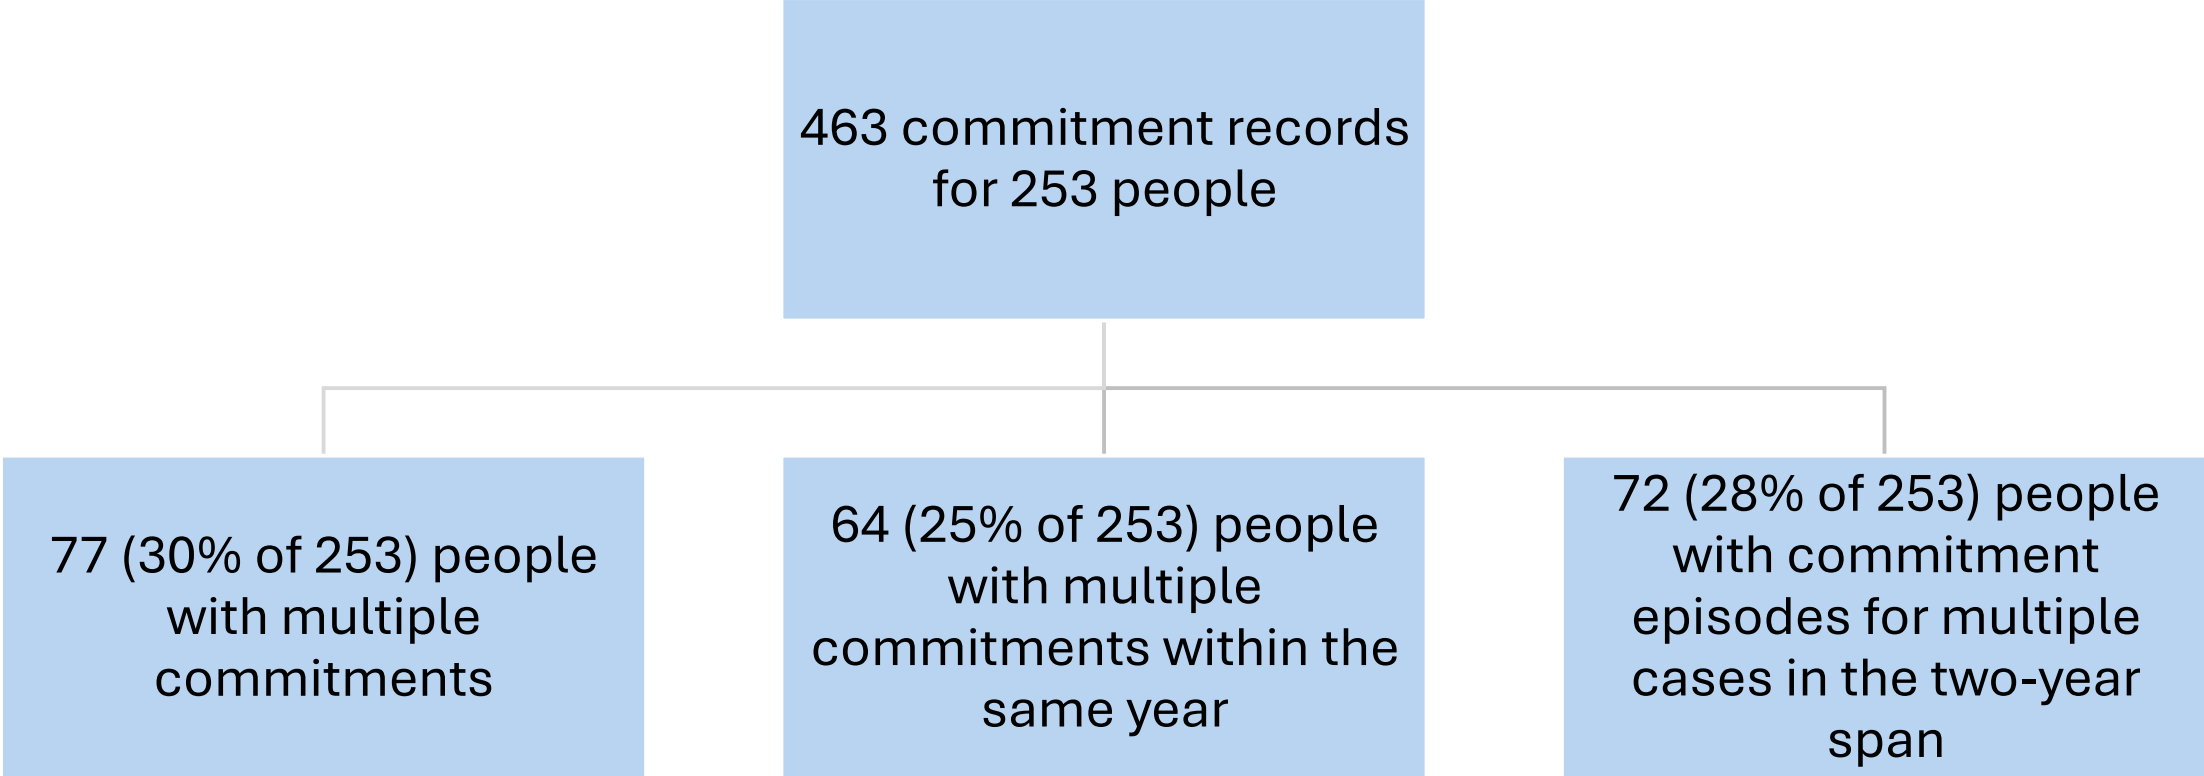 463 commitment records
for 253 people
77 (30% of 253) people
with multiple
commitments
64 (25% of 253) people
with multiple
commitments within the
same year
72 (28% of 253) people
with commitment
episodes for multiple
cases in the two-year
span